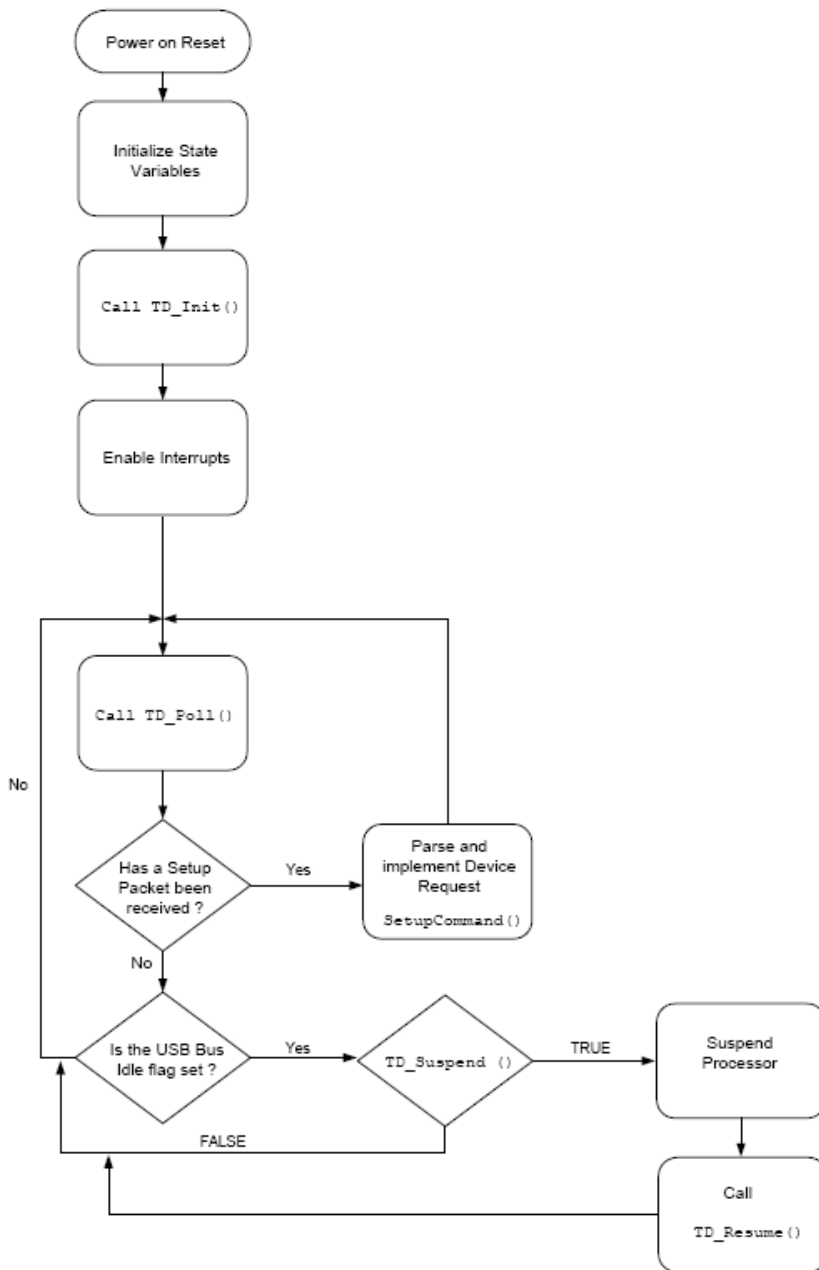 Power on Reset
Initialize State
Variables
Call TD_Init()
Enable Interrupts
Call TD_Poll()
No
Has a Setup
Packet been
received ?
Yes
Parse and
implement Device
Request
SetupCommand()
No
Is the USB Bus
Idle flag set ?
Yes
TD_Suspend ()
TRUE
Suspend
Processor
FALSE
Call
TD_Resume()